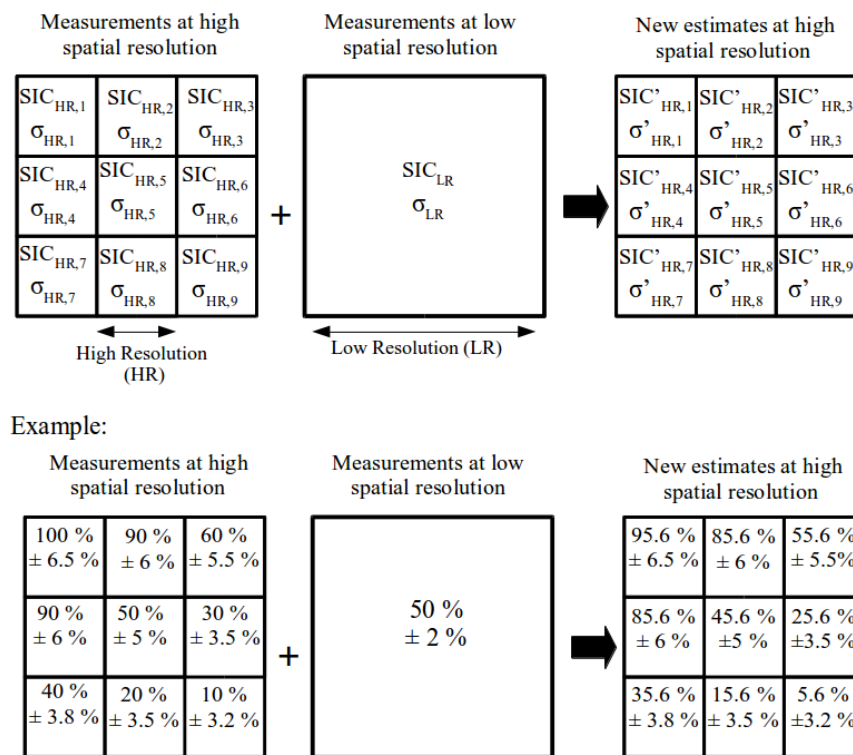 Measurements at high spatial resolution
Measurements at low spatial resolution
New estimates at high spatial resolution
SIC_HR,1 SIC_HR,2 SIC_HR,3
σ_HR,1 σ_HR,2 σ_HR,3
SIC_HR,4 SIC_HR,5 SIC_HR,6
σ_HR,4 σ_HR,5 σ_HR,6
SIC_HR,7 SIC_HR,8 SIC_HR,9
σ_HR,7 σ_HR,8 σ_HR,9
+
SIC_LR
σ_LR
SIC’_HR,1 SIC’_HR,2 SIC’_HR,3
σ’_HR,1 σ’_HR,2 σ’_HR,3
SIC’_HR,4 SIC’_HR,5 SIC’_HR,6
σ’_HR,4 σ’_HR,5 σ’_HR,6
SIC’_HR,7 SIC’_HR,8 SIC’_HR,9
σ’_HR,7 σ’_HR,8 σ’_HR,9
High Resolution
(HR)
Low Resolution (LR)
Example:
Measurements at high spatial resolution
Measurements at low spatial resolution
New estimates at high spatial resolution
100 % 90 % 60 %
± 6.5 % ± 6 % ± 5.5 %
90 % 50 % 30 %
± 6 % ± 5 % ± 3.5 %
40 % 20 % 10 %
± 3.8 % ± 3.5 % ± 3.2 %
+
50 %
± 2 %
95.6 % 85.6 % 55.6 %
± 6.5 % ± 6 % ± 5.5%
85.6 % 45.6 % 25.6 %
± 6 % ±5 % ±3.5 %
35.6 % 15.6 % 5.6 %
± 3.8 % ± 3.5 % ±3.2 %